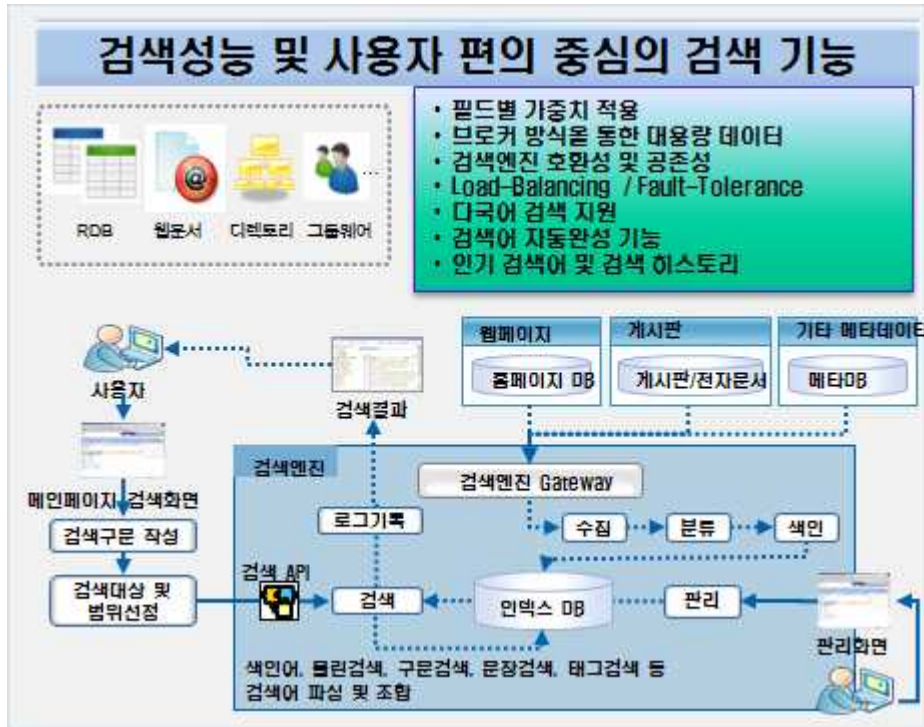 검색성능 및 사용자 편의 중심의 검색 기능
RDB
웹문서
디렉토리
그룹웨어
...
• 필드별 가중치 적용
• 브로커 방식을 통한 대용량 데이터
• 검색엔진 호환성 및 공존성
• Load-Balancing / Fault-Tolerance
• 다국어 검색 지원
• 검색어 자동완성 기능
• 인기 검색어 및 검색 히스토리
웹페이지
홈페이지 DB
게시판
게시판/전자문서
기타 메타데이터
메타DB
사용자
검색결과
메인페이지 검색화면
검색구문 작성
검색대상 및
범위선정
검색엔진
검색엔진 Gateway
수집
분류
색인
로그기록
검색 API
검색
인덱스 DB
관리
관리화면
색인어, 불린검색, 구문검색, 문장검색, 태그검색 등
검색어 파싱 및 조합